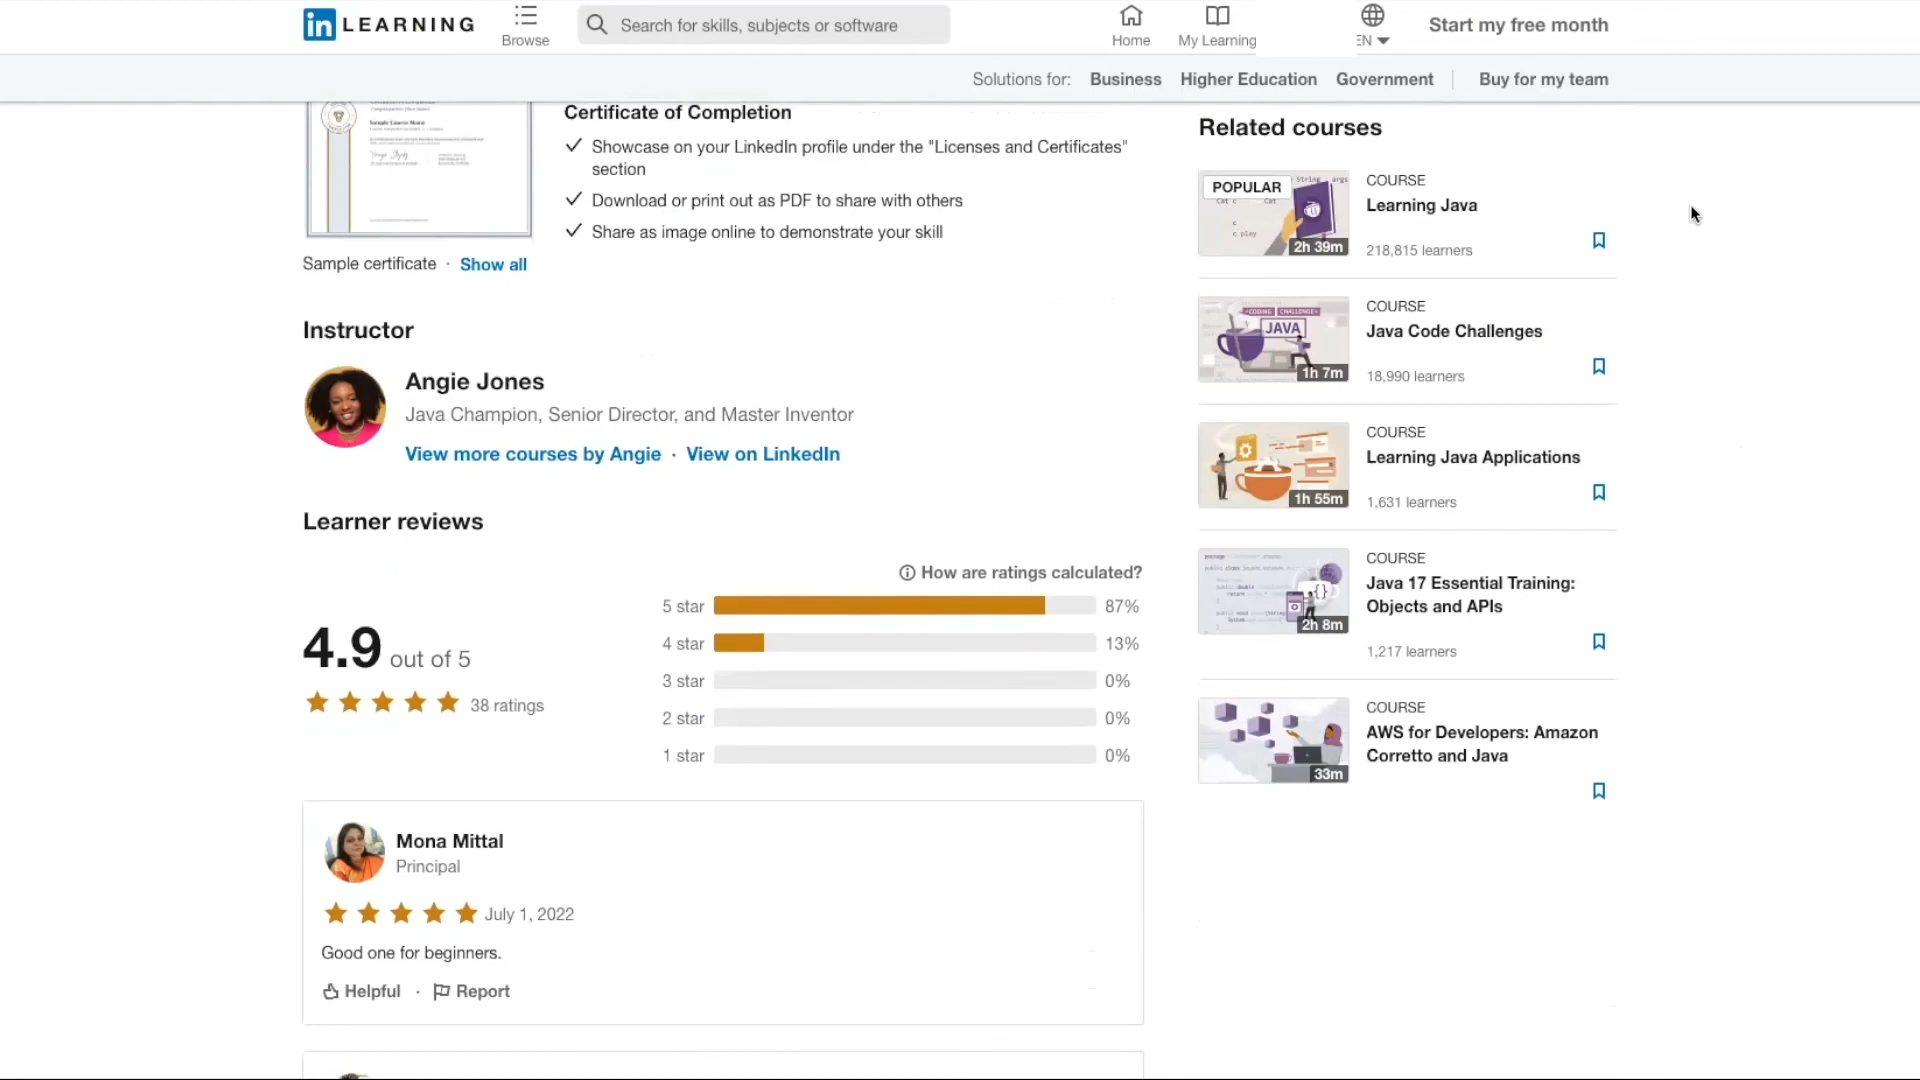 in LEARNING
Browse
Search for skills, subjects or software
Home
My Learning
EN
Start my free month
Solutions for:
Business
Higher Education
Government
Buy for my team
Sample Course Name
Certificate of Completion
Showcase on your LinkedIn profile under the "Licenses and Certificates"
section
Download or print out as PDF to share with others
Share as image online to demonstrate your skill
Sample certificate · Show all
Instructor
Angie Jones
Java Champion, Senior Director, and Master Inventor
View more courses by Angie · View on LinkedIn
Learner reviews
How are ratings calculated?
4.9 out of 5
38 ratings
5 star 87%
4 star 13%
3 star 0%
2 star 0%
1 star 0%
Mona Mittal
Principal
July 1, 2022
Good one for beginners.
Helpful · Report
Related courses
POPULAR
String args
2h 39m
COURSE
Learning Java
218,815 learners
CODING CHALLENGES
JAVA
1h 7m
COURSE
Java Code Challenges
18,990 learners
1h 55m
COURSE
Learning Java Applications
1,631 learners
2h 8m
COURSE
Java 17 Essential Training:
Objects and APIs
1,217 learners
33m
COURSE
AWS for Developers: Amazon
Corretto and Java